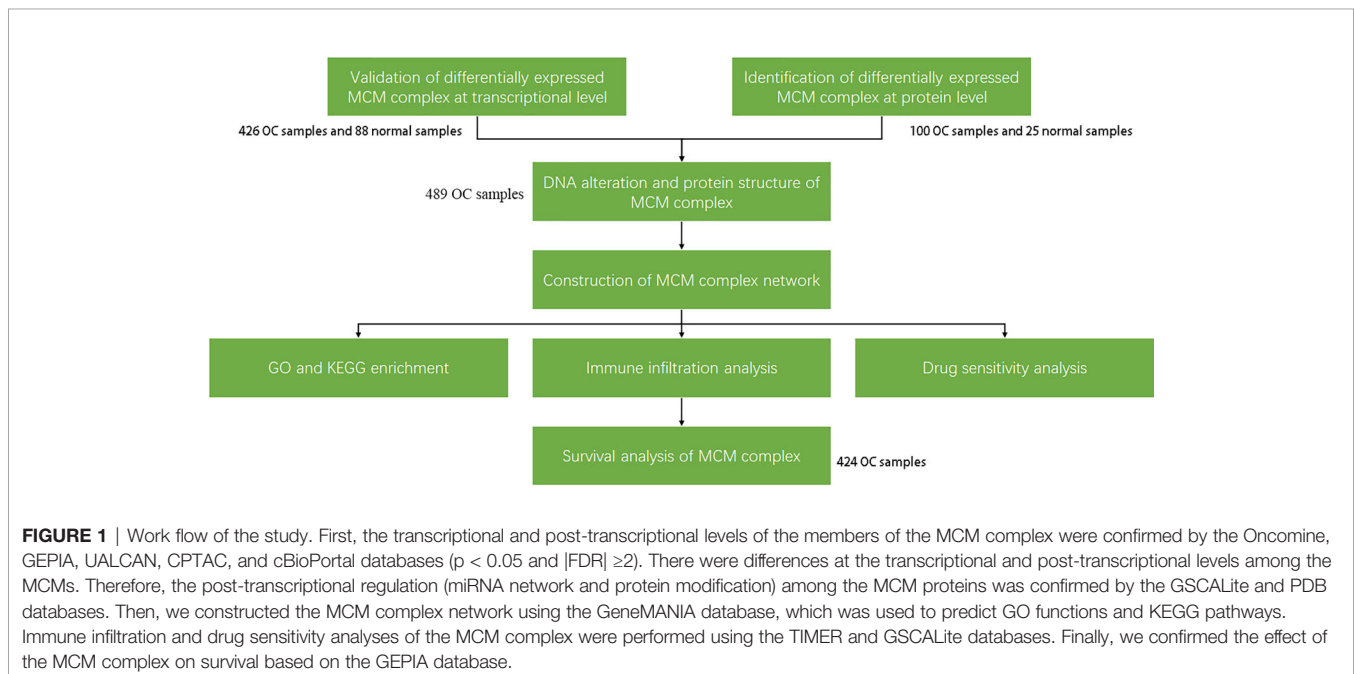 Validation of differentially expressed
MCM complex at transcriptional level
Identification of differentially expressed
MCM complex at protein level
426 OC samples and 88 normal samples
100 OC samples and 25 normal samples
489 OC samples
DNA alteration and protein structure of
MCM complex
Construction of MCM complex network
GO and KEGG enrichment
Immune infiltration analysis
Drug sensitivity analysis
Survival analysis of MCM complex
424 OC samples
FIGURE 1 | Work flow of the study. First, the transcriptional and post-transcriptional levels of the members of the MCM complex were confirmed by the Oncomine,
GEPIA, UALCAN, CPTAC, and cBioPortal databases (p < 0.05 and |FDR| ≥2). There were differences at the transcriptional and post-transcriptional levels among the
MCMs. Therefore, the post-transcriptional regulation (miRNA network and protein modification) among the MCM proteins was confirmed by the GSCALite and PDB
databases. Then, we constructed the MCM complex network using the GeneMANIA database, which was used to predict GO functions and KEGG pathways.
Immune infiltration and drug sensitivity analyses of the MCM complex were performed using the TIMER and GSCALite databases. Finally, we confirmed the effect of
the MCM complex on survival based on the GEPIA database.